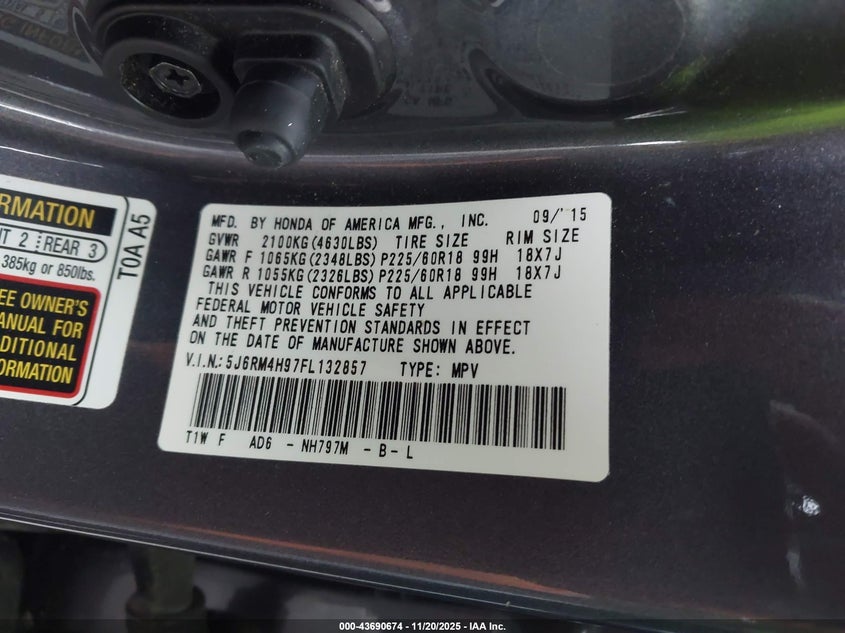 RMATION
NT 2 REAR 3
385kg or 850lbs.
EE OWNER'S
ANUAL FOR
DDITIONAL
FORMATION
T0A A5
MFD. BY HONDA OF AMERICA MFG., INC. 09/'15
GVWR 2100KG(4630LBS) TIRE SIZE RIM SIZE
GAWR F 1065KG(2348LBS) P225/60R18 99H 18X7J
GAWR R 1055KG(2326LBS) P225/60R18 99H 18X7J
THIS VEHICLE CONFORMS TO ALL APPLICABLE
FEDERAL MOTOR VEHICLE SAFETY
AND THEFT PREVENTION STANDARDS IN EFFECT
ON THE DATE OF MANUFACTURE SHOWN ABOVE.
V.I.N.: 5J6RM4H97FL132857 TYPE: MPV
T1W F AD6 - NH797M - B - L
000-43690674 - 11/20/2025 - IAA Inc.